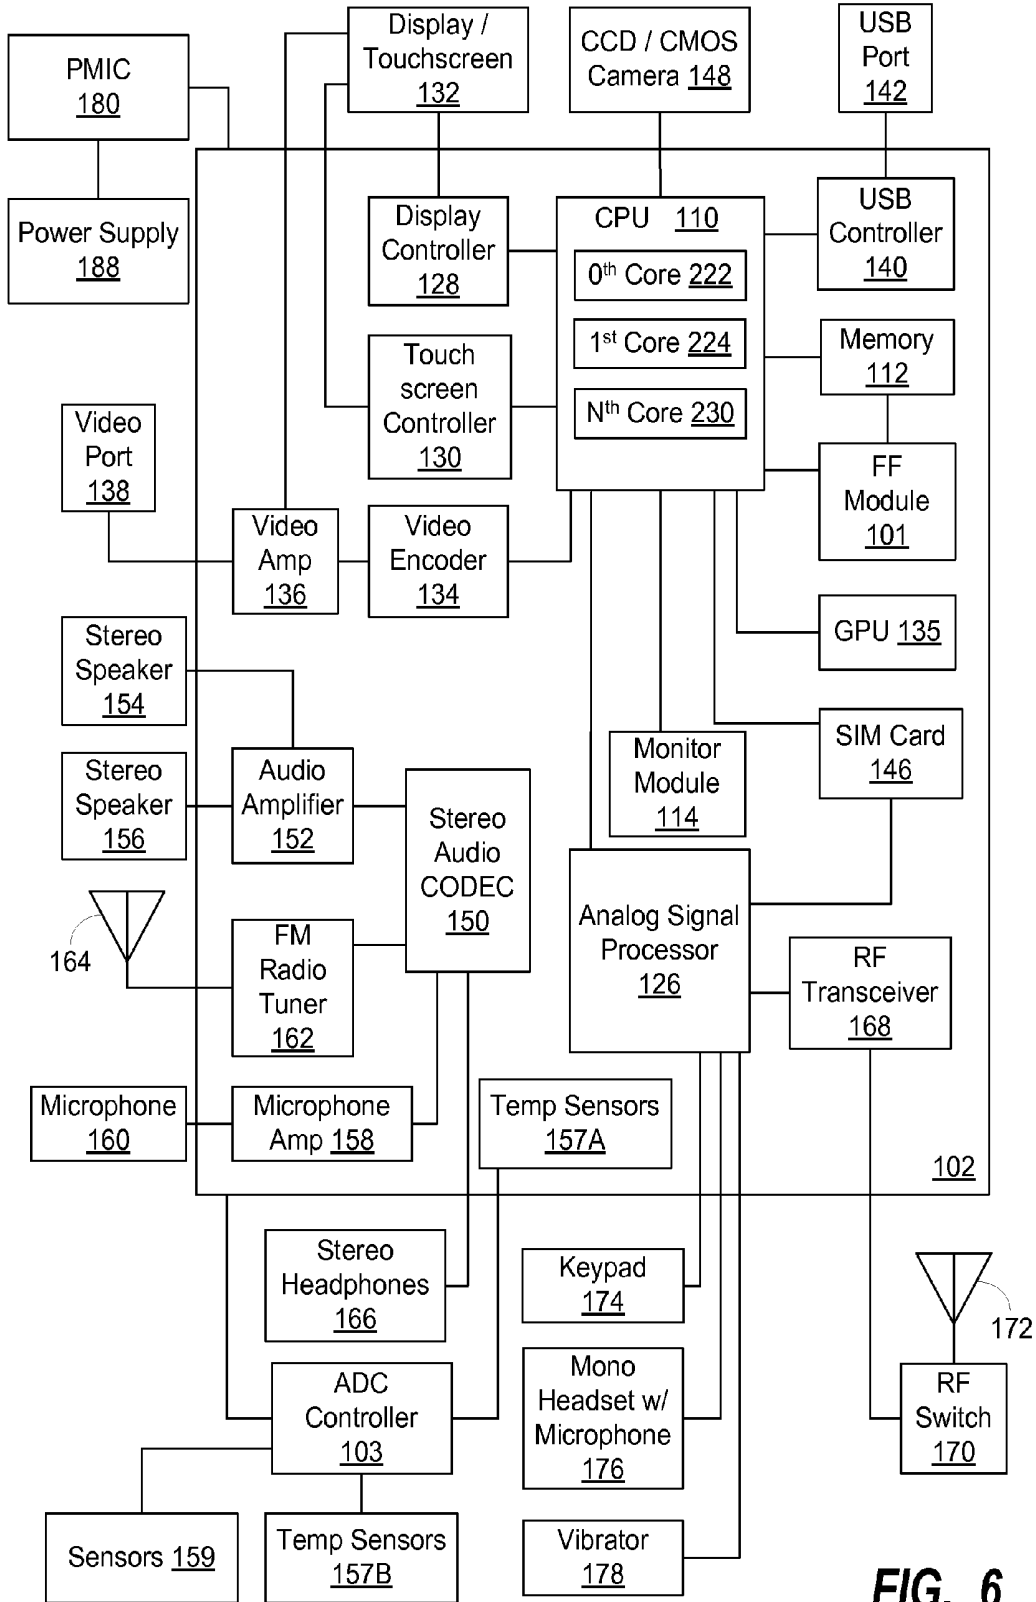 PMIC
180
Power Supply
188
Display /
Touchscreen
132
CCD / CMOS
Camera 148
USB
Port
142
Display
Controller
128
CPU 110
0th Core 222
1st Core 224
Nth Core 230
USB
Controller
140
Touch
screen
Controller
130
Memory
112
Video
Port
138
Video
Amp
136
Video
Encoder
134
FF
Module
101
GPU 135
Stereo
Speaker
154
Stereo
Speaker
156
Audio
Amplifier
152
Stereo
Audio
CODEC
150
Monitor
Module
114
SIM Card
146
164
FM
Radio
Tuner
162
Analog Signal
Processor
126
RF
Transceiver
168
Microphone
160
Microphone
Amp 158
Temp Sensors
157A
102
Stereo
Headphones
166
Keypad
174
172
ADC
Controller
103
Mono
Headset w/
Microphone
176
RF
Switch
170
Sensors 159
Temp Sensors
157B
Vibrator
178
FIG. 6